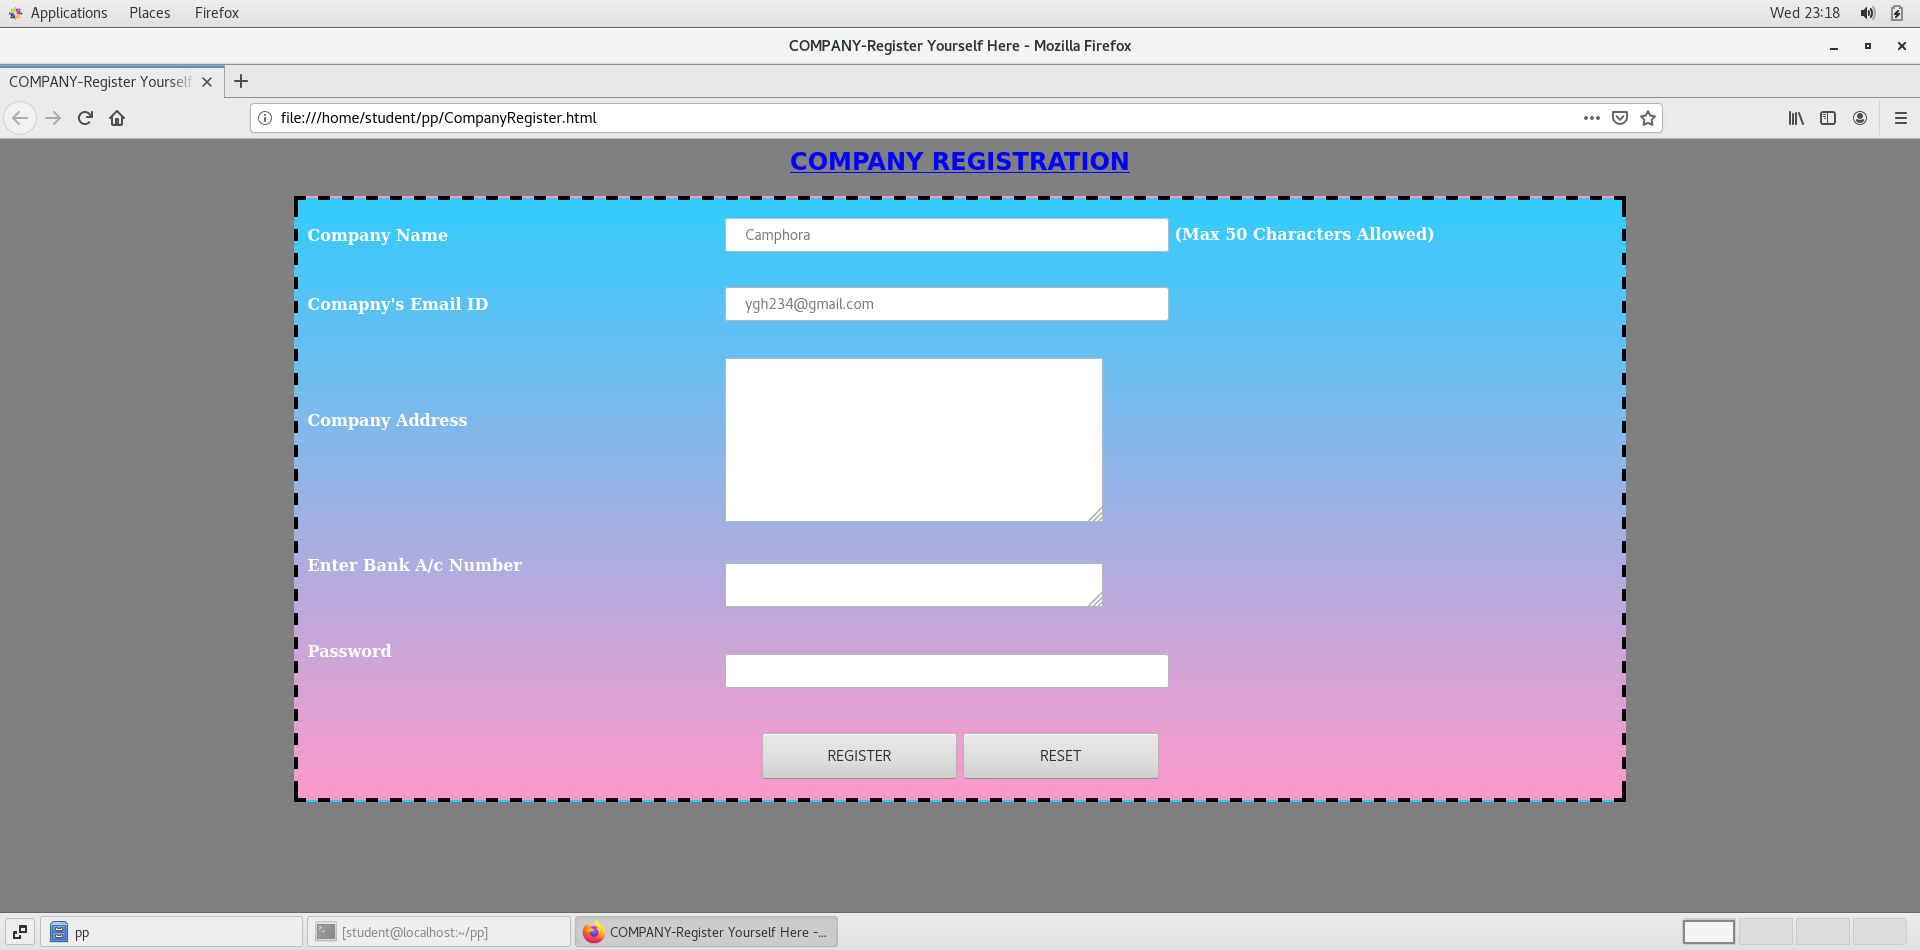 Applications Places Firefox Wed 23:18
COMPANY-Register Yourself Here - Mozilla Firefox
COMPANY-Register Yourself
file:///home/student/pp/CompanyRegister.html
COMPANY REGISTRATION
Company Name Camphora (Max 50 Characters Allowed)
Comapny's Email ID ygh234@gmail.com
Company Address
Enter Bank A/c Number
Password
REGISTER RESET
pp [student@localhost:~/pp] COMPANY-Register Yourself Here -...